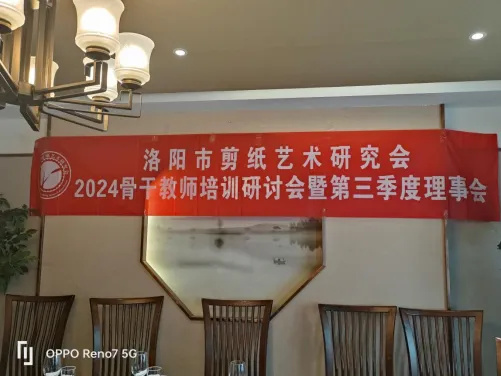 洛阳市剪纸艺术研究会
2024骨干教师培训研讨会暨第三季度理事会
OPPO Reno7 5G